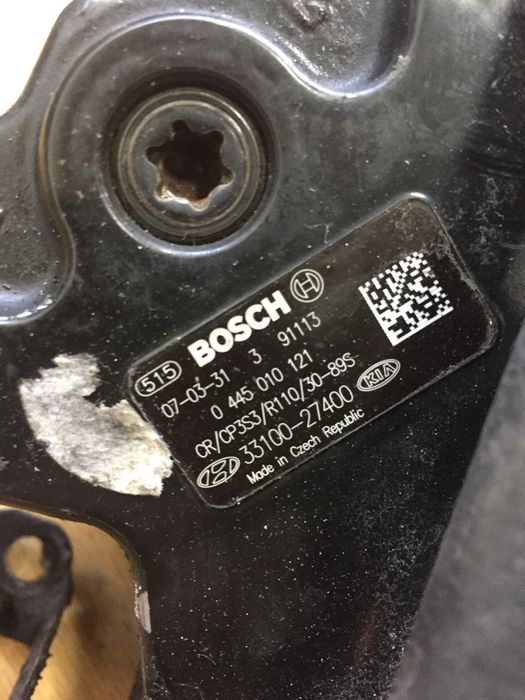 515 BOSCH
07-03-31 3 91113
0 445 010 121
CR/CP3S3/R110/30-89S
33100-27400 KIA
Made in Czech Republic